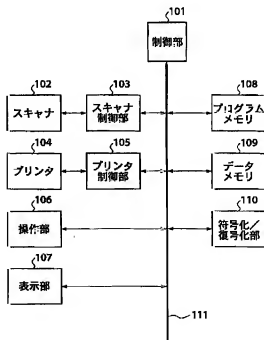 101
制御部
102
スキャナ
103
スキャナ
制御部
108
プログラム
メモリ
104
プリンタ
105
プリンタ
制御部
109
データ
メモリ
106
操作部
110
符号化/
復号化部
107
表示部
111